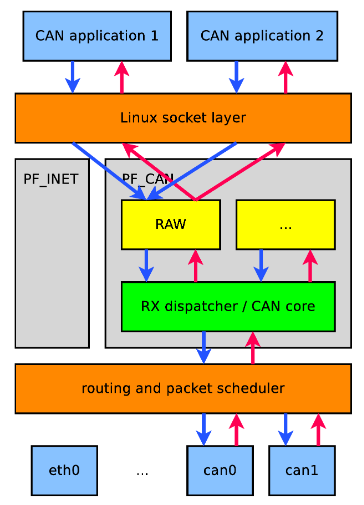 CAN application 1
CAN application 2
Linux socket layer
PF_INET
PF_CAN
RAW
...
RX dispatcher / CAN core
routing and packet scheduler
eth0
...
can0
can1